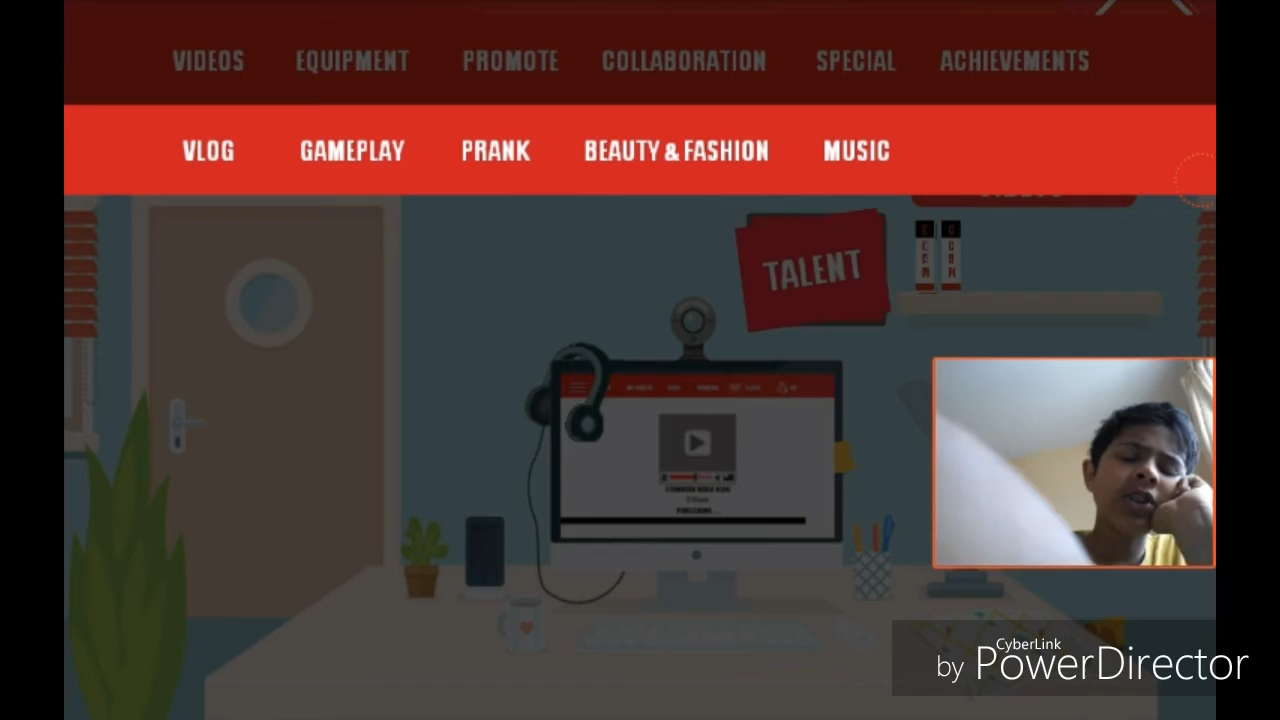 VIDEOS EQUIPMENT PROMOTE COLLABORATION SPECIAL ACHIEVEMENTS
VLOG GAMEPLAY PRANK BEAUTY & FASHION MUSIC
TALENT
CyberLink
by PowerDirector